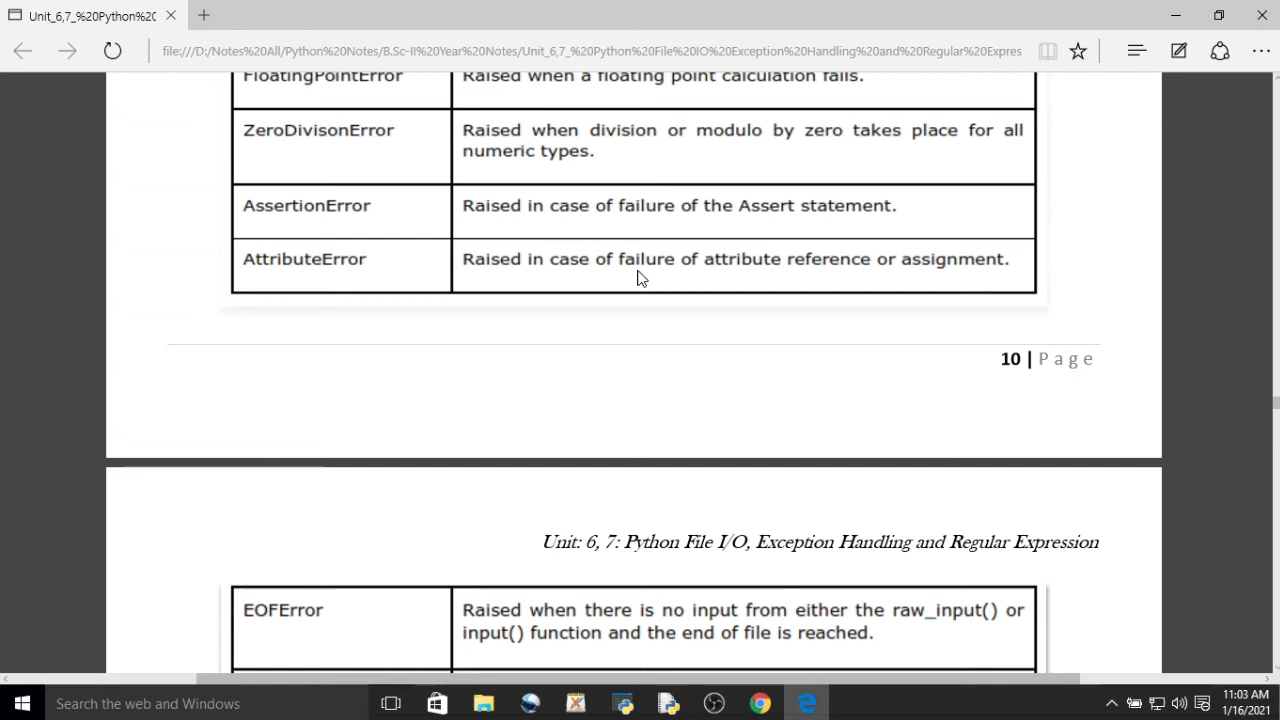 Unit_6,7_%20Python%20
file:///D:/Notes%20All/Python%20Notes/B.Sc-II%20Year%20Notes/Unit_6,7_%20Python%20File%20IO%20Exception%20Handling%20and%20Regular%20Expres
FloatingPointError Raised when a floating point calculation fails.
ZeroDivisonError Raised when division or modulo by zero takes place for all
numeric types.
AssertionError Raised in case of failure of the Assert statement.
AttributeError Raised in case of failure of attribute reference or assignment.
10 | Page
Unit: 6, 7: Python File I/O, Exception Handling and Regular Expression
EOFError Raised when there is no input from either the raw_input() or
input() function and the end of file is reached.
Search the web and Windows
11:03 AM
1/16/2021